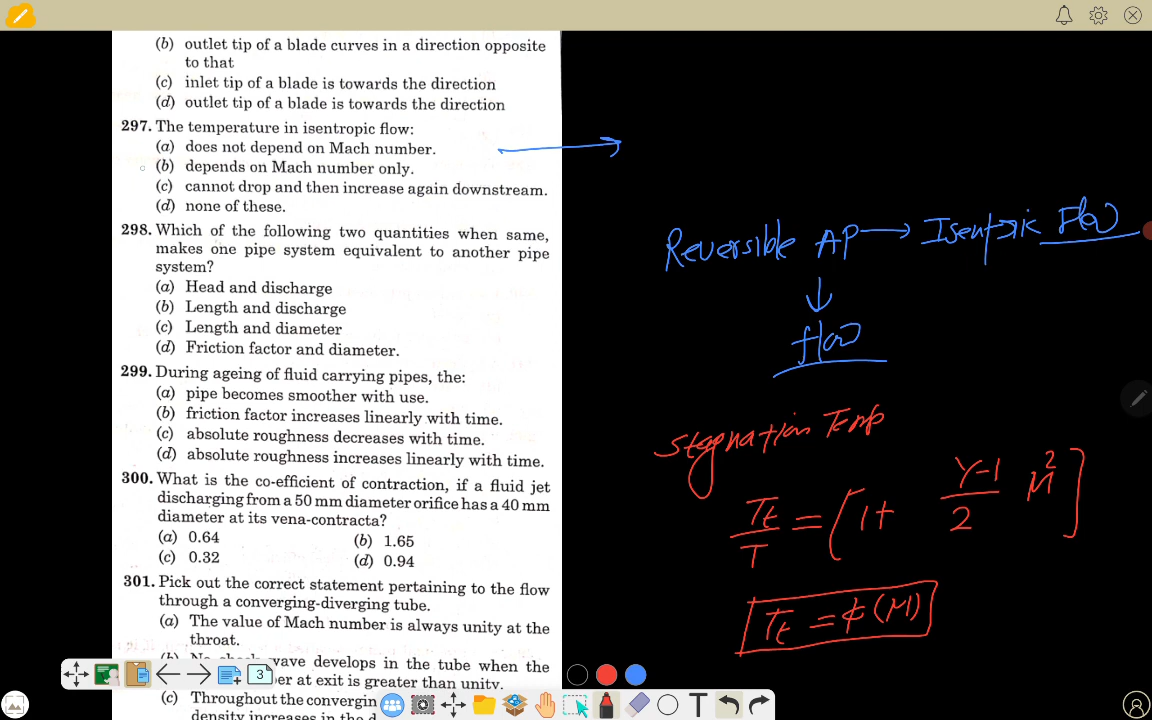 (b) outlet tip of a blade curves in a direction opposite
to that
(c) inlet tip of a blade is towards the direction
(d) outlet tip of a blade is towards the direction
297. The temperature in isentropic flow:
(a) does not depend on Mach number.
(b) depends on Mach number only.
(c) cannot drop and then increase again downstream.
(d) none of these.
298. Which of the following two quantities when same,
makes one pipe system equivalent to another pipe
system?
(a) Head and discharge
(b) Length and discharge
(c) Length and diameter
(d) Friction factor and diameter.
299. During ageing of fluid carrying pipes, the:
(a) pipe becomes smoother with use.
(b) friction factor increases linearly with time.
(c) absolute roughness decreases with time.
(d) absolute roughness increases linearly with time.
300. What is the co-efficient of contraction, if a fluid jet
discharging from a 50 mm diameter orifice has a 40 mm
diameter at its vena-contracta?
(a) 0.64 (b) 1.65
(c) 0.32 (d) 0.94
301. Pick out the correct statement pertaining to the flow
through a converging-diverging tube.
(a) The value of Mach number is always unity at the
throat.
wave develops in the tube when the
er at exit is greater than unity.
(c) Throughout the convergin
density increases in the d
3
T
Reversible AP → Isentropic Flow
↓
flow
Stagnation Temp
Tt/T = [1 + γ-1/2 M²]
Tt = ϕ(M)